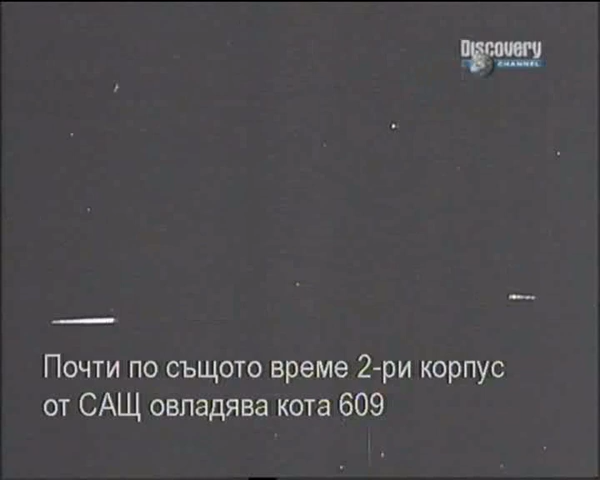 Discovery
CHANNEL
Почти по същото време 2-ри корпус
от САЩ овладява кота 609